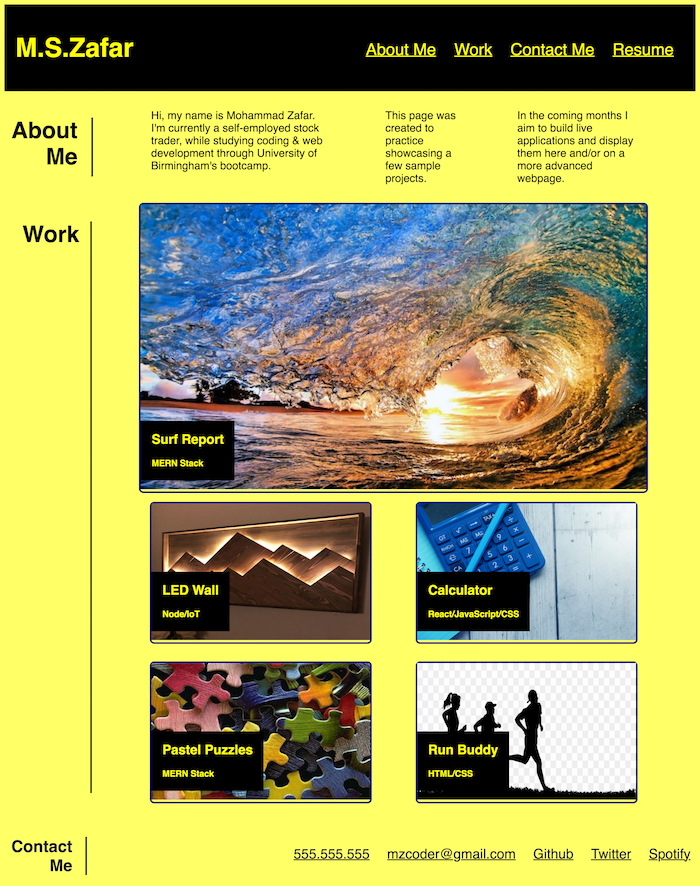 M.S.Zafar
About Me Work Contact Me Resume
About
Me
Hi, my name is Mohammad Zafar.
I'm currently a self-employed stock
trader, while studying coding & web
development through University of
Birmingham's bootcamp.
This page was
created to
practice
showcasing a
few sample
projects.
In the coming months I
aim to build live
applications and display
them here and/or on a
more advanced
webpage.
Work
Surf Report
MERN Stack
LED Wall
Node/IoT
Calculator
React/JavaScript/CSS
Pastel Puzzles
MERN Stack
Run Buddy
HTML/CSS
Contact
Me
555.555.555 mzcoder@gmail.com Github Twitter Spotify